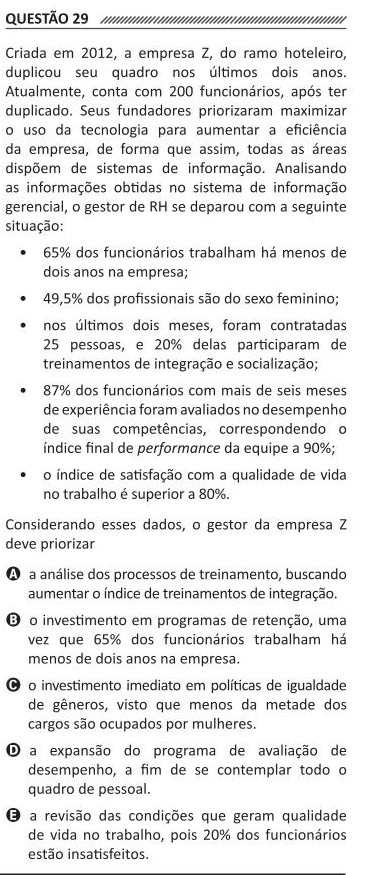 QUESTÃO 29
Criada em 2012, a empresa Z, do ramo hoteleiro,
duplicou seu quadro nos últimos dois anos.
Atualmente, conta com 200 funcionários, após ter
duplicado. Seus fundadores priorizaram maximizar
o uso da tecnologia para aumentar a eficiência
da empresa, de forma que assim, todas as áreas
dispõem de sistemas de informação. Analisando
as informações obtidas no sistema de informação
gerencial, o gestor de RH se deparou com a seguinte
situação:
• 65% dos funcionários trabalham há menos de
dois anos na empresa;
• 49,5% dos profissionais são do sexo feminino;
• nos últimos dois meses, foram contratadas
25 pessoas, e 20% delas participaram de
treinamentos de integração e socialização;
• 87% dos funcionários com mais de seis meses
de experiência foram avaliados no desempenho
de suas competências, correspondendo o
índice final de performance da equipe a 90%;
• o índice de satisfação com a qualidade de vida
no trabalho é superior a 80%.
Considerando esses dados, o gestor da empresa Z
deve priorizar
A a análise dos processos de treinamento, buscando
aumentar o índice de treinamentos de integração.
B o investimento em programas de retenção, uma
vez que 65% dos funcionários trabalham há
menos de dois anos na empresa.
C o investimento imediato em políticas de igualdade
de gêneros, visto que menos da metade dos
cargos são ocupados por mulheres.
D a expansão do programa de avaliação de
desempenho, a fim de se contemplar todo o
quadro de pessoal.
E a revisão das condições que geram qualidade
de vida no trabalho, pois 20% dos funcionários
estão insatisfeitos.